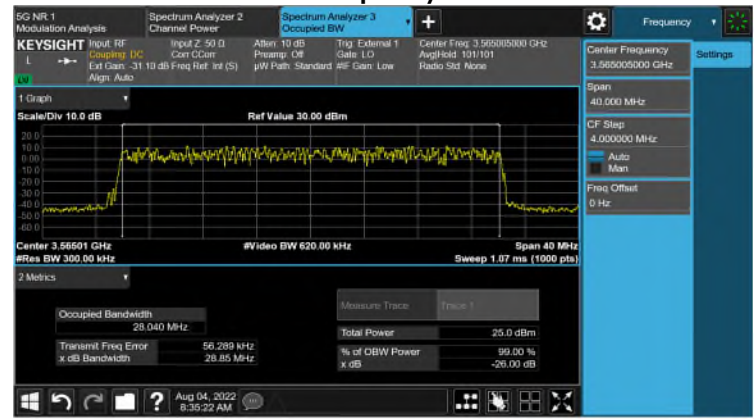 5G NR 1
Modulation Analysis
Spectrum Analyzer 2
Channel Power
Spectrum Analyzer 3
Occupied BW
Frequency
KEYSIGHT
L
Input: RF
Coupling: DC
Ext Gain: -31.10 dB
Align: Auto
Input Z: 50 Ω
Corr CCorr
Freq Ref: Int (S)
Atten: 10 dB
Preamp: Off
µW Path: Standard
Trig: External 1
Gate: LO
#IF Gain: Low
Center Freq: 3.565005000 GHz
Avg|Hold: 101/101
Radio Std: None
Center Frequency
3.565005000 GHz
Settings
Span
40.000 MHz
CF Step
4.000000 MHz
Auto
Man
Freq Offset
0 Hz
1 Graph
Scale/Div 10.0 dB
Ref Value 30.00 dBm
20.0
10.0
0.00
-10.0
-20.0
-30.0
-40.0
-50.0
-60.0
Center 3.56501 GHz
#Video BW 620.00 kHz
Span 40 MHz
#Res BW 300.00 kHz
Sweep 1.07 ms (1000 pts)
2 Metrics
Occupied Bandwidth
28.040 MHz
Transmit Freq Error
56.289 kHz
x dB Bandwidth
28.85 MHz
Measure Trace
Trace 1
Total Power
25.0 dBm
% of OBW Power
99.00 %
x dB
-26.00 dB
?
Aug 04, 2022
8:35:22 AM